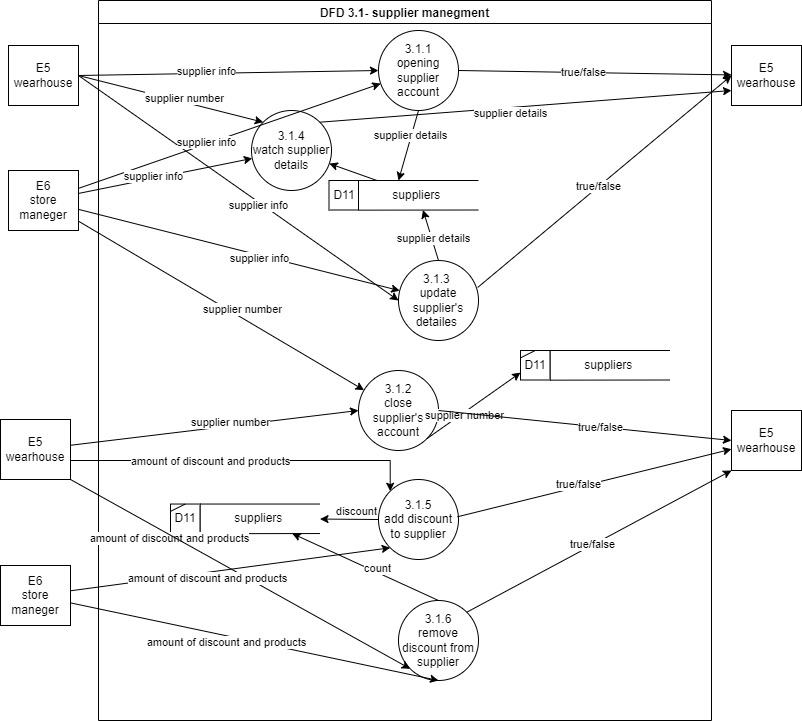 DFD 3.1- supplier manegment
E5
wearhouse
E6
store
maneger
3.1.1
opening
supplier
account
E5
wearhouse
supplier info
true/false
supplier number
supplier details
3.1.4
watch supplier
details
supplier info
supplier details
supplier info
D11
suppliers
true/false
supplier info
supplier details
supplier info
3.1.3
update
supplier's
detailes
supplier number
D11
suppliers
3.1.2
close
supplier's
account
supplier number
supplier number
true/false
E5
wearhouse
E5
wearhouse
amount of discount and products
true/false
3.1.5
add discount
to supplier
discount
D11
suppliers
amount of discount and products
true/false
count
E6
store
maneger
amount of discount and products
amount of discount and products
3.1.6
remove
discount from
supplier